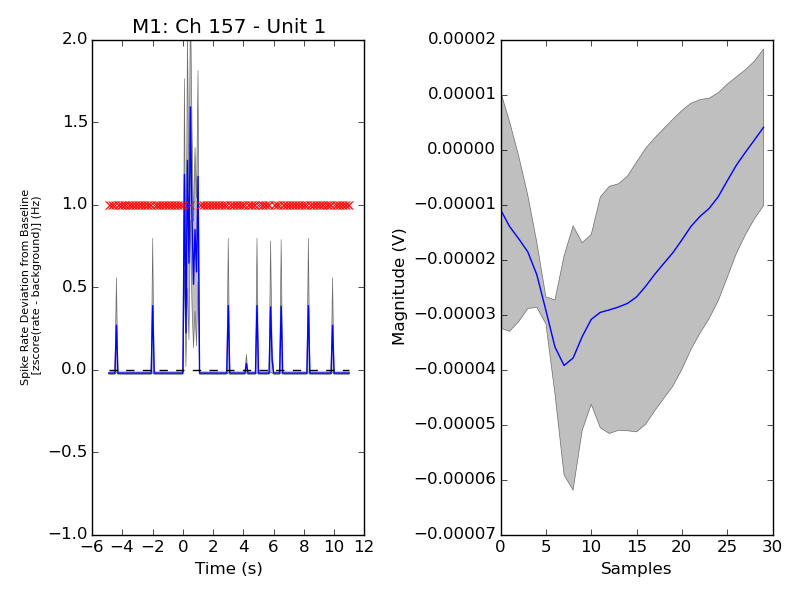 M1: Ch 157 - Unit 1
2.0
1.5
1.0
0.5
0.0
−0.5
−1.0
Spike Rate Deviation from Baseline
[zscore(rate - background)] (Hz)
−6 −4 −2 0 2 4 6 8 10 12
Time (s)
0.00002
0.00001
0.00000
−0.00001
−0.00002
−0.00003
−0.00004
−0.00005
−0.00006
−0.00007
Magnitude (V)
0 5 10 15 20 25 30
Samples